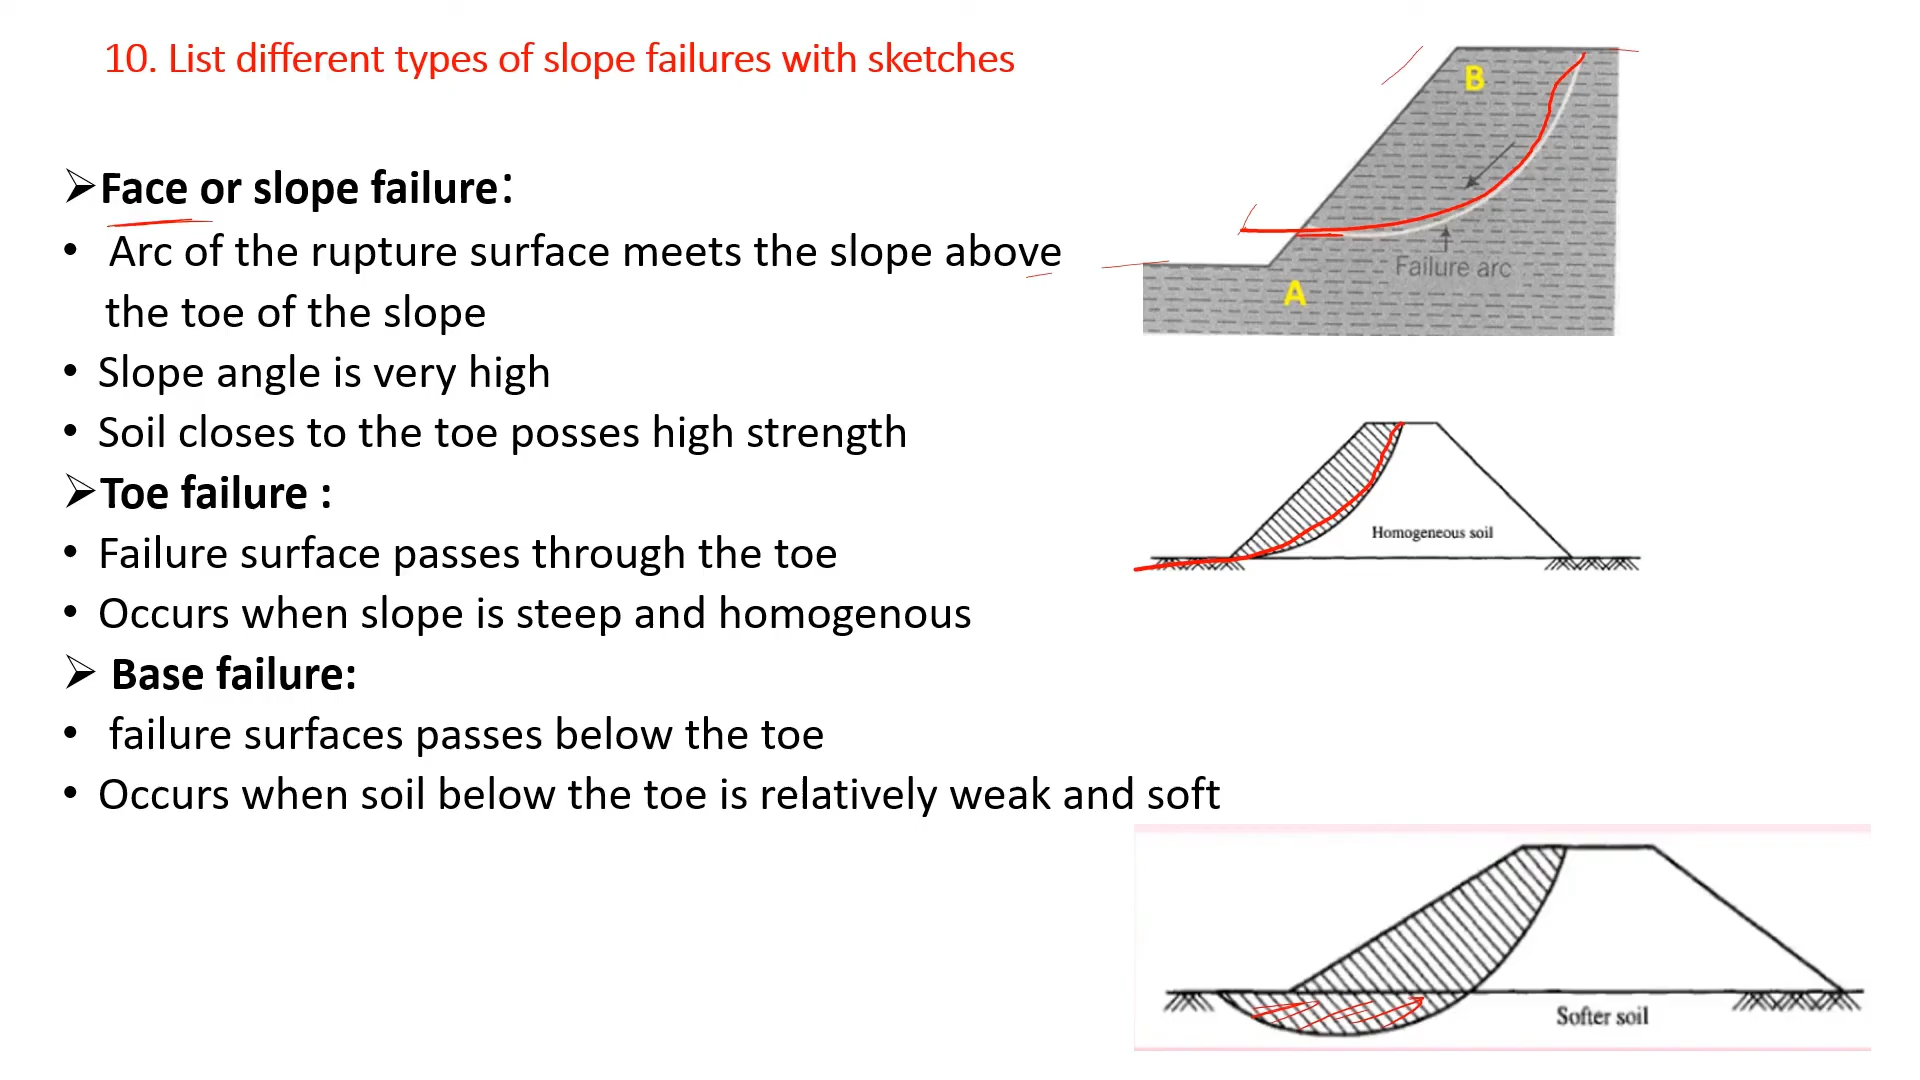 10. List different types of slope failures with sketches
➢Face or slope failure:
• Arc of the rupture surface meets the slope above
the toe of the slope
• Slope angle is very high
• Soil closes to the toe posses high strength
➢Toe failure :
• Failure surface passes through the toe
• Occurs when slope is steep and homogenous
➢ Base failure:
• failure surfaces passes below the toe
• Occurs when soil below the toe is relatively weak and soft
B
Failure arc
A
Homogeneous soil
Softer soil